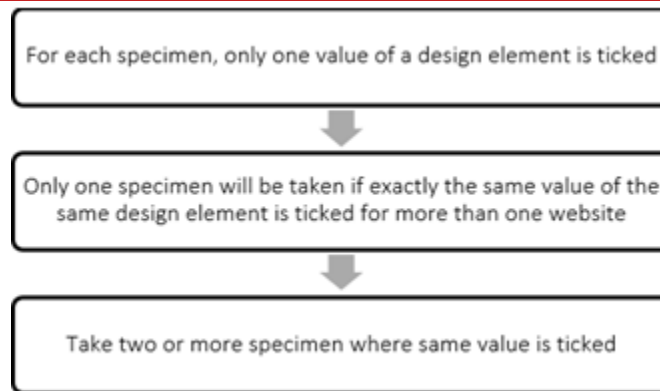 For each specimen, only one value of a design element is ticked
Only one specimen will be taken if exactly the same value of the
same design element is ticked for more than one website
Take two or more specimen where same value is ticked